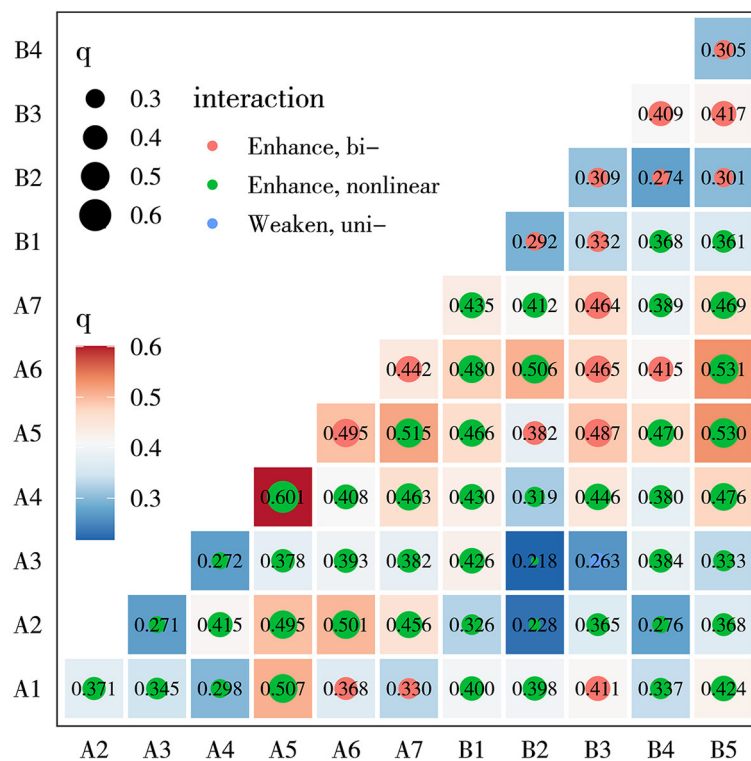 B4 0.305
q
0.3 interaction B3 0.409 0.417
0.4 Enhance, bi-
0.5 Enhance, nonlinear B2 0.309 0.274 0.301
0.6 Weaken, uni-
B1 0.292 0.332 0.368 0.361
A7 0.435 0.412 0.464 0.389 0.469
q
0.6
A6 0.442 0.480 0.506 0.465 0.415 0.531
0.5
A5 0.495 0.515 0.466 0.382 0.487 0.470 0.530
0.4
A4 0.601 0.408 0.463 0.430 0.319 0.446 0.380 0.476
0.3
A3 0.272 0.378 0.393 0.382 0.426 0.218 0.263 0.384 0.333
A2 0.271 0.415 0.495 0.501 0.456 0.326 0.228 0.365 0.276 0.368
A1 0.371 0.345 0.298 0.507 0.368 0.330 0.400 0.398 0.411 0.337 0.424
A2 A3 A4 A5 A6 A7 B1 B2 B3 B4 B5